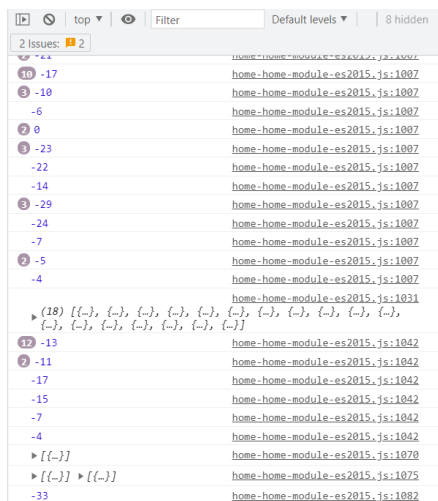 top ▼ Filter Default levels ▼ 8 hidden
2 Issues: 2
2 -21 home-home-module-es2015.js:1007
10 -17 home-home-module-es2015.js:1007
3 -10 home-home-module-es2015.js:1007
-6 home-home-module-es2015.js:1007
2 0 home-home-module-es2015.js:1007
3 -23 home-home-module-es2015.js:1007
-22 home-home-module-es2015.js:1007
-14 home-home-module-es2015.js:1007
3 -29 home-home-module-es2015.js:1007
-24 home-home-module-es2015.js:1007
-7 home-home-module-es2015.js:1007
2 -5 home-home-module-es2015.js:1007
-4 home-home-module-es2015.js:1007
home-home-module-es2015.js:1031
▶ (18) [{…}, {…}, {…}, {…}, {…}, {…}, {…}, {…}, {…}, {…}, {…},
{…}, {…}, {…}, {…}, {…}, {…}, {…}]
12 -13 home-home-module-es2015.js:1042
2 -11 home-home-module-es2015.js:1042
-17 home-home-module-es2015.js:1042
-15 home-home-module-es2015.js:1042
-7 home-home-module-es2015.js:1042
-4 home-home-module-es2015.js:1042
▶ [{…}] home-home-module-es2015.js:1070
▶ [{…}] ▶ [{…}] home-home-module-es2015.js:1075
-33 home-home-module-es2015.js:1082